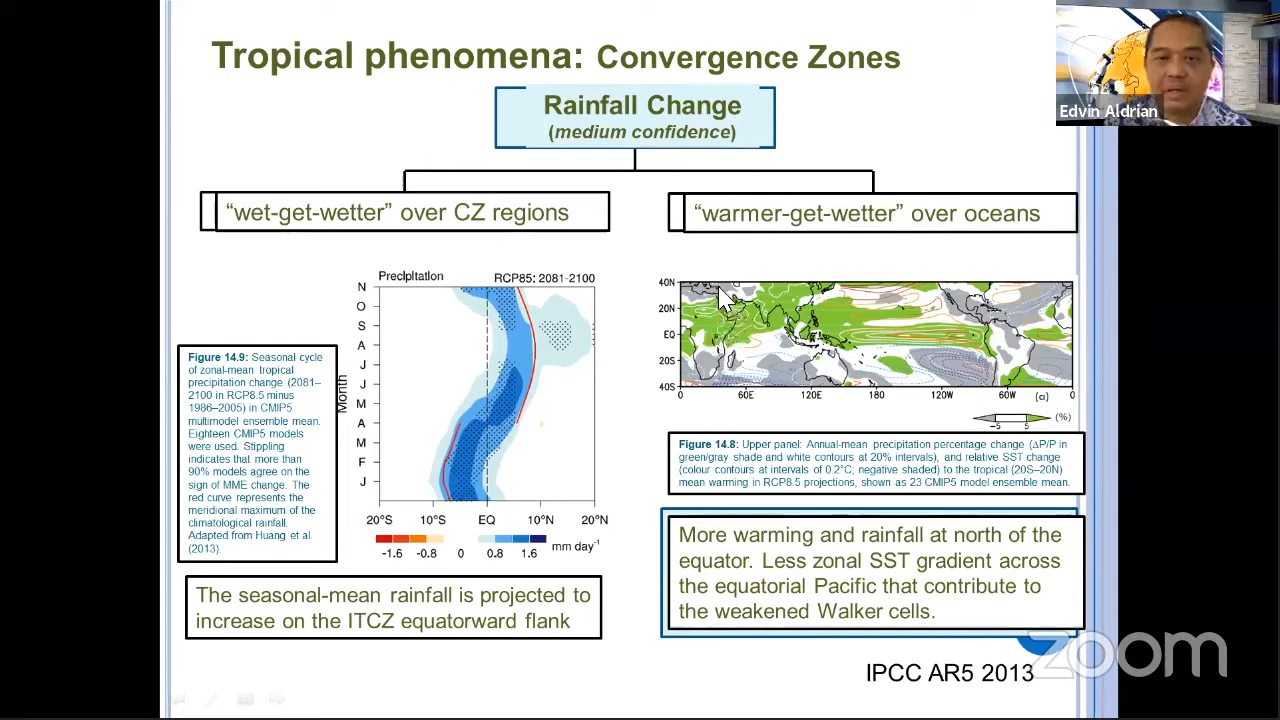 Tropical phenomena: Convergence Zones
Edvin Aldrian
Rainfall Change
(medium confidence)
“wet-get-wetter” over CZ regions
“warmer-get-wetter” over oceans
Precipitation
RCP85: 2081-2100
N
O
S
A
J
J
M
A
M
F
J
Month
20°S
10°S
EQ
10°N
20°N
-1.6
-0.8
0
0.8
1.6
mm day⁻¹
Figure 14.9: Seasonal cycle
of zonal-mean tropical
precipitation change (2081–
2100 in RCP8.5 minus
1986–2005) in CMIP5
multimodel ensemble mean.
Eighteen CMIP5 models
were used. Stippling
indicates that more than
90% models agree on the
sign of MME change. The
red curve represents the
meridional maximum of the
climatological rainfall.
Adapted from Huang et al.
(2013).
The seasonal-mean rainfall is projected to
increase on the ITCZ equatorward flank
40N
20N
EQ
20S
40S
0
60E
120E
180
120W
60W
0
(a)
-5
5
(%)
Figure 14.8: Upper panel: Annual-mean precipitation percentage change (∆P/P in
green/gray shade and white contours at 20% intervals), and relative SST change
(colour contours at intervals of 0.2°C; negative shaded) to the tropical (20S–20N)
mean warming in RCP8.5 projections, shown as 23 CMIP5 model ensemble mean.
More warming and rainfall at north of the
equator. Less zonal SST gradient across
the equatorial Pacific that contribute to
the weakened Walker cells.
IPCC AR5 2013
zoom